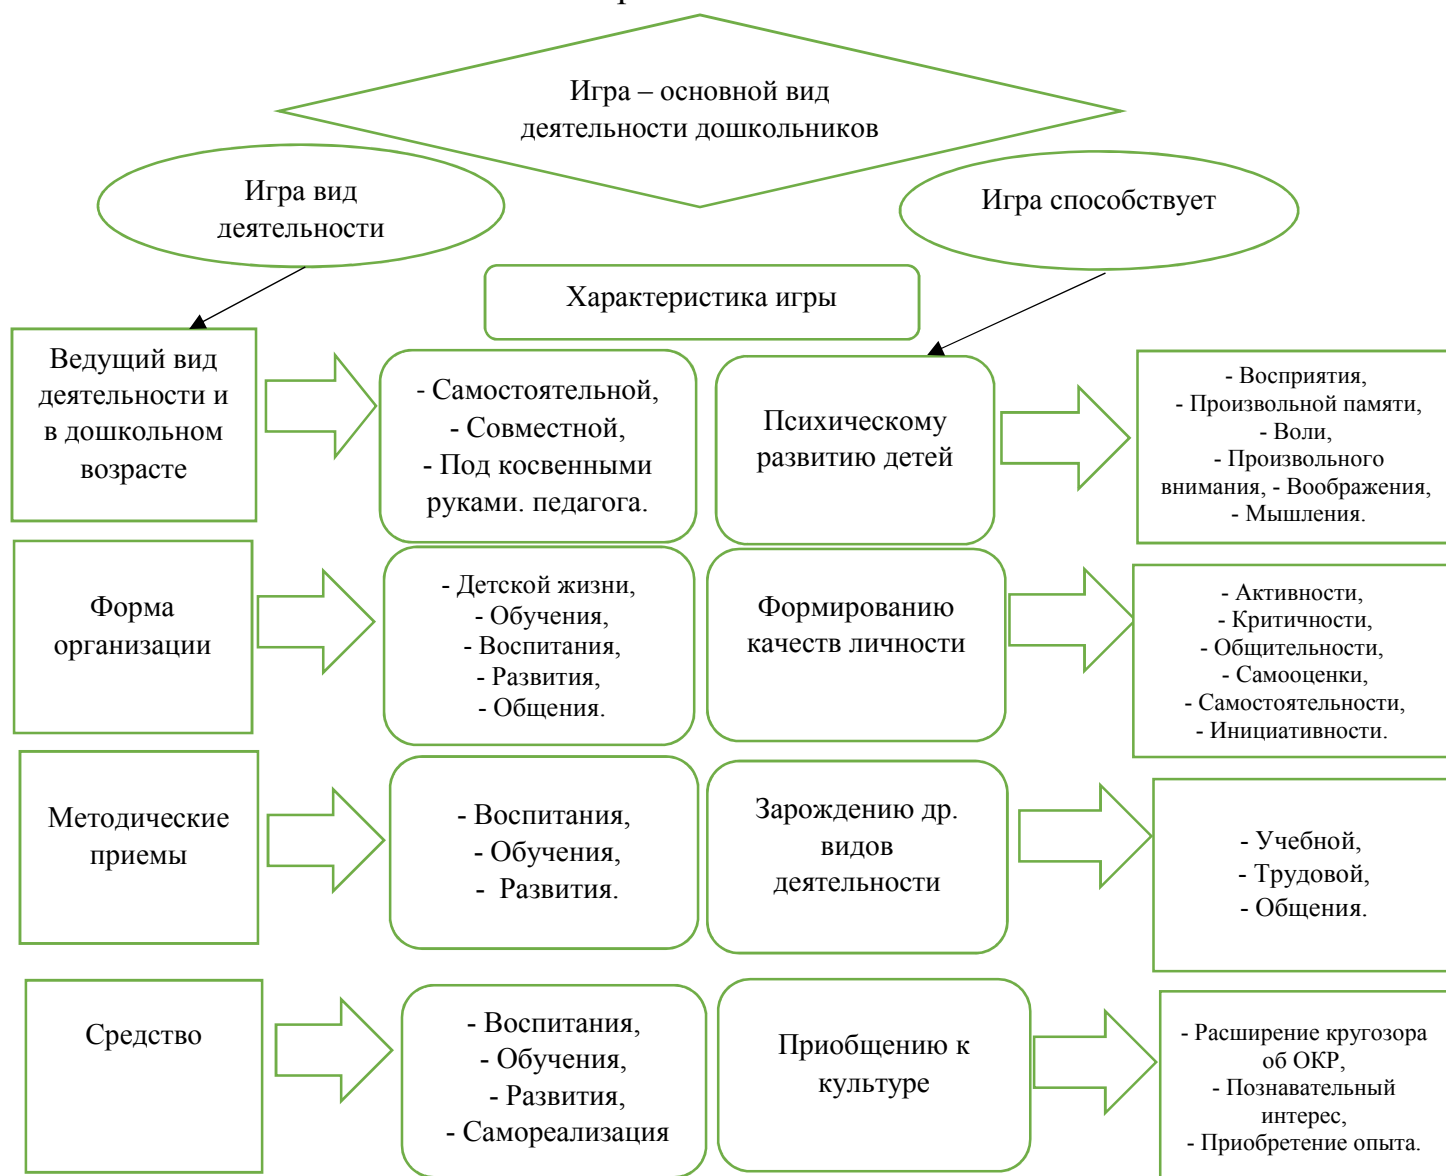 Игра – основной вид
деятельности дошкольников
Игра вид
деятельности
Игра способствует
Характеристика игры
Ведущий вид
деятельности и
в дошкольном
возрасте
- Самостоятельной,
- Совместной,
- Под косвенными
руками. педагога.
Психическому
развитию детей
- Восприятия,
- Произвольной памяти,
- Воли,
- Произвольного
внимания, - Воображения,
- Мышления.
Форма
организации
- Детской жизни,
- Обучения,
- Воспитания,
- Развития,
- Общения.
Формированию
качеств личности
- Активности,
- Критичности,
- Общительности,
- Самооценки,
- Самостоятельности,
- Инициативности.
Методические
приемы
- Воспитания,
- Обучения,
- Развития.
Зарождению др.
видов
деятельности
- Учебной,
- Трудовой,
- Общения.
Средство
- Воспитания,
- Обучения,
- Развития,
- Самореализация
Приобщению к
культуре
- Расширение кругозора
об ОКР,
- Познавательный
интерес,
- Приобретение опыта.